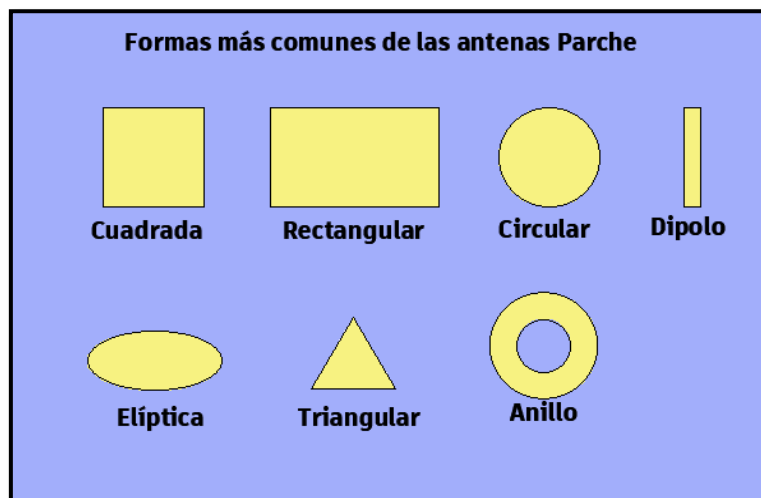 Formas más comunes de las antenas Parche
Cuadrada
Rectangular
Circular
Dipolo
Elíptica
Triangular
Anillo